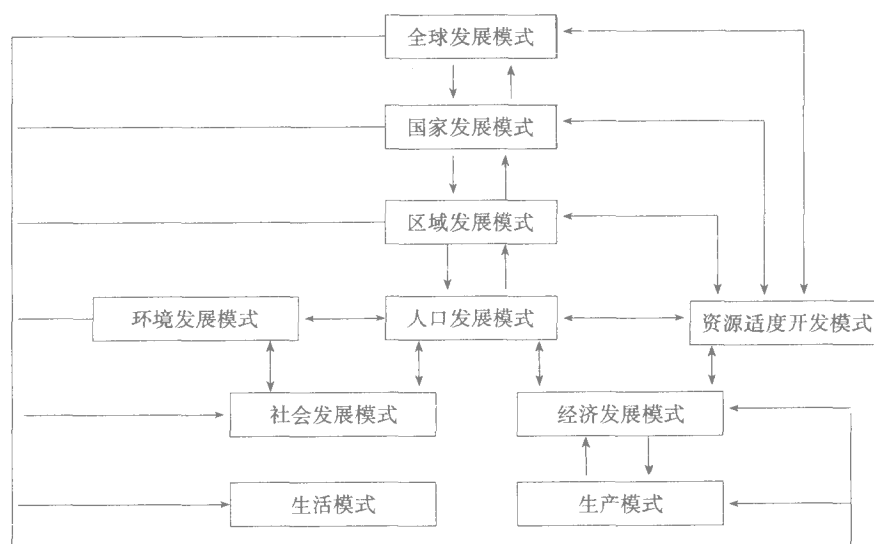 全球发展模式
国家发展模式
区域发展模式
环境发展模式
人口发展模式
资源适度开发模式
社会发展模式
经济发展模式
生活模式
生产模式